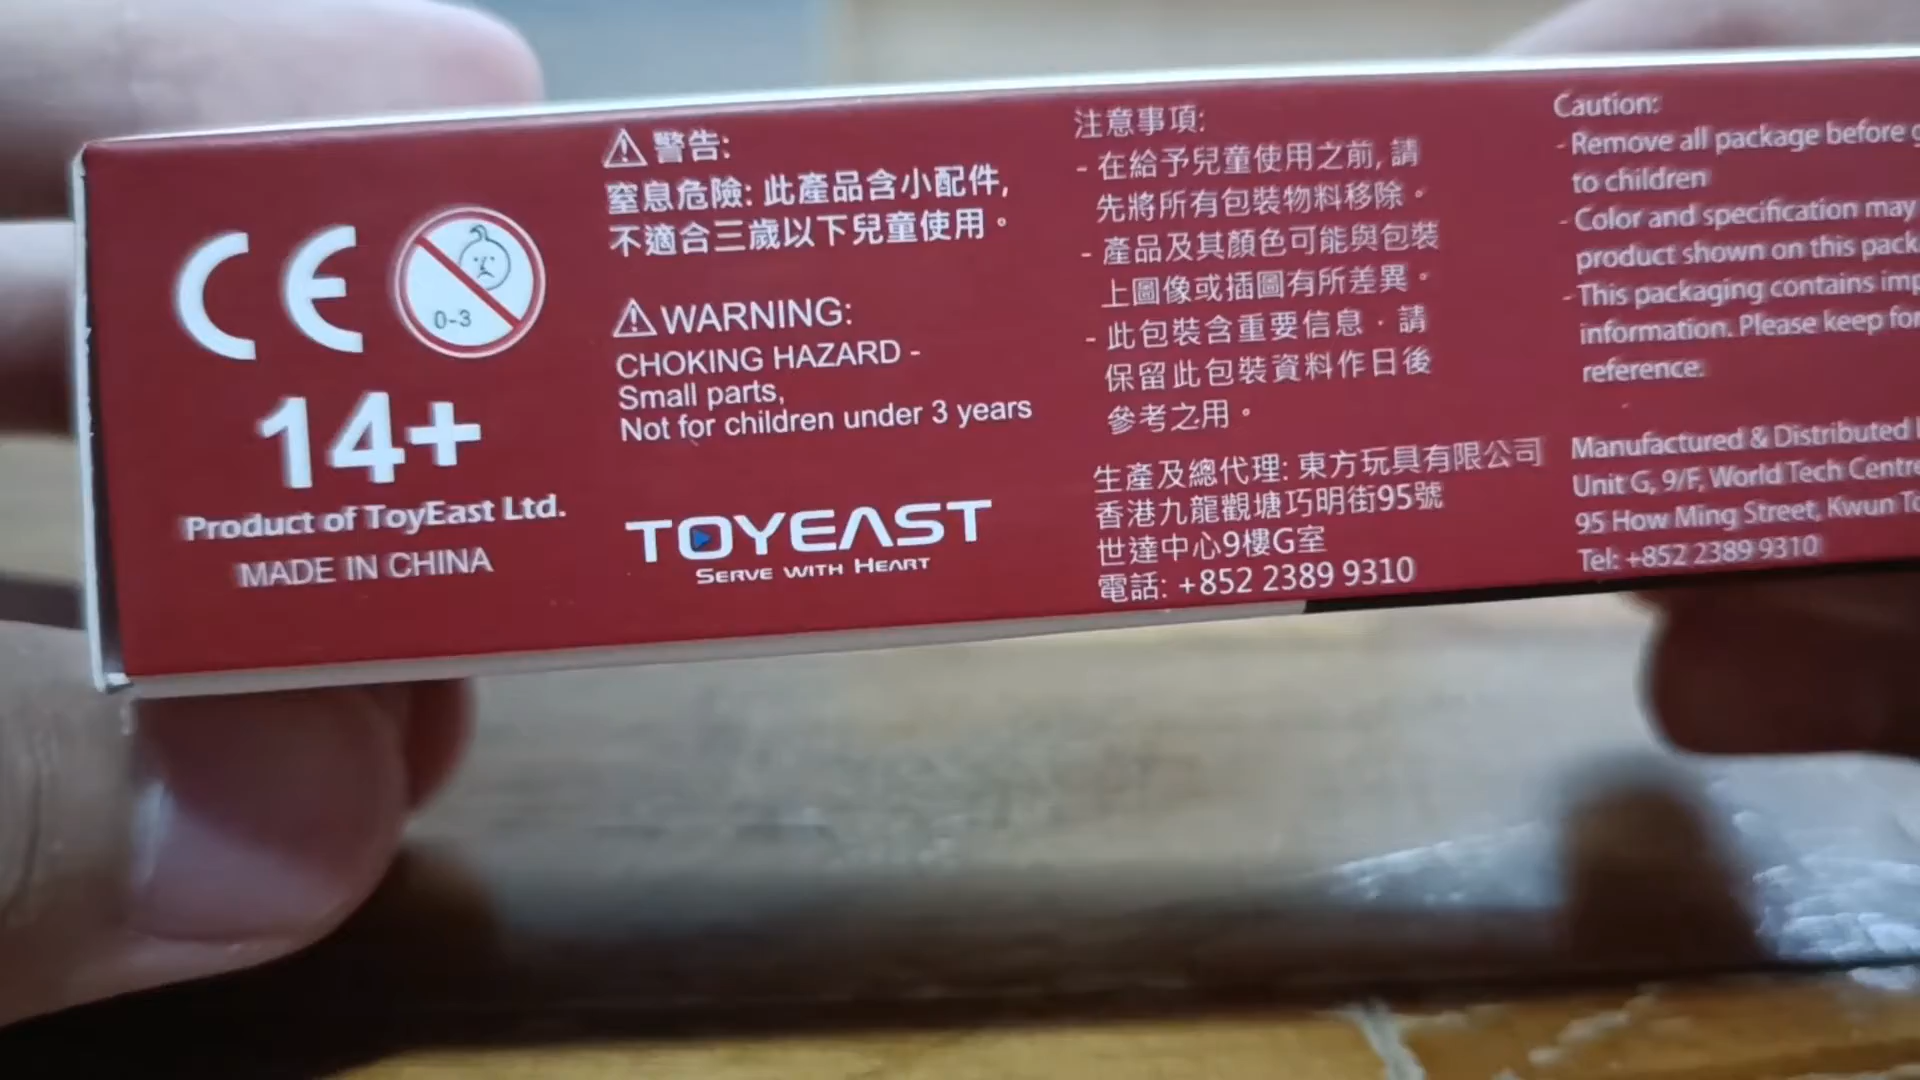 CE
0-3
14+
Product of ToyEast Ltd.
MADE IN CHINA
警告:
窒息危險: 此產品含小配件,
不適合三歲以下兒童使用。
WARNING:
CHOKING HAZARD -
Small parts,
Not for children under 3 years
TOYEAST
SERVE WITH HEART
注意事項:
- 在給予兒童使用之前, 請
先將所有包裝物料移除。
- 產品及其顏色可能與包裝
上圖像或插圖有所差異。
- 此包裝含重要信息·請
保留此包裝資料作日後
參考之用。
生產及總代理: 東方玩具有限公司
香港九龍觀塘巧明街95號
世達中心9樓G室
電話: +852 2389 9310
Caution:
- Remove all package before
to children
- Color and specification may
product shown on this
- This packaging contains
information. Please keep for
reference.
Manufactured & Distributed
Unit G, 9/F, World Tech Centre
95 How Ming Street, Kwun
Tel: +852 2389 9310